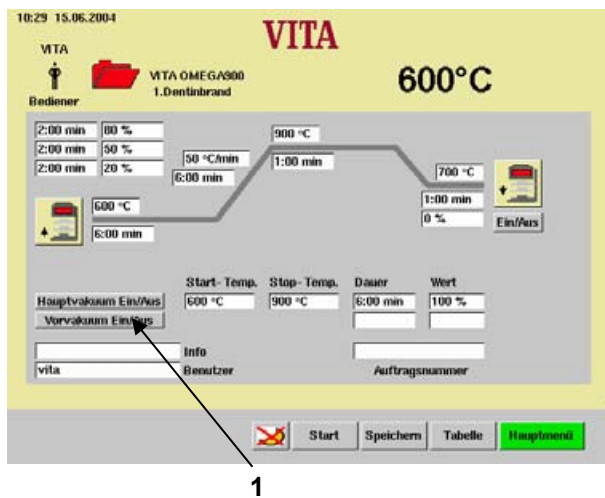 10:29 15.06.2004
VITA
VITA
600°C
VITA OMEGA900
1.Dentinbrand
Bediener
2:00 min 80 %
2:00 min 50 %
2:00 min 20 %
50 °C/min
6:00 min
900 °C
1:00 min
700 °C
1:00 min
0 %
Ein/Aus
600 °C
6:00 min
Start-Temp. Stop-Temp. Dauer Wert
Hauptvakuum Ein/Aus 600 °C 900 °C 6:00 min 100 %
Vorvakuum Ein/Aus
Info
vita Benutzer Auftragsnummer
Start Speichern Tabelle Hauptmenü
1